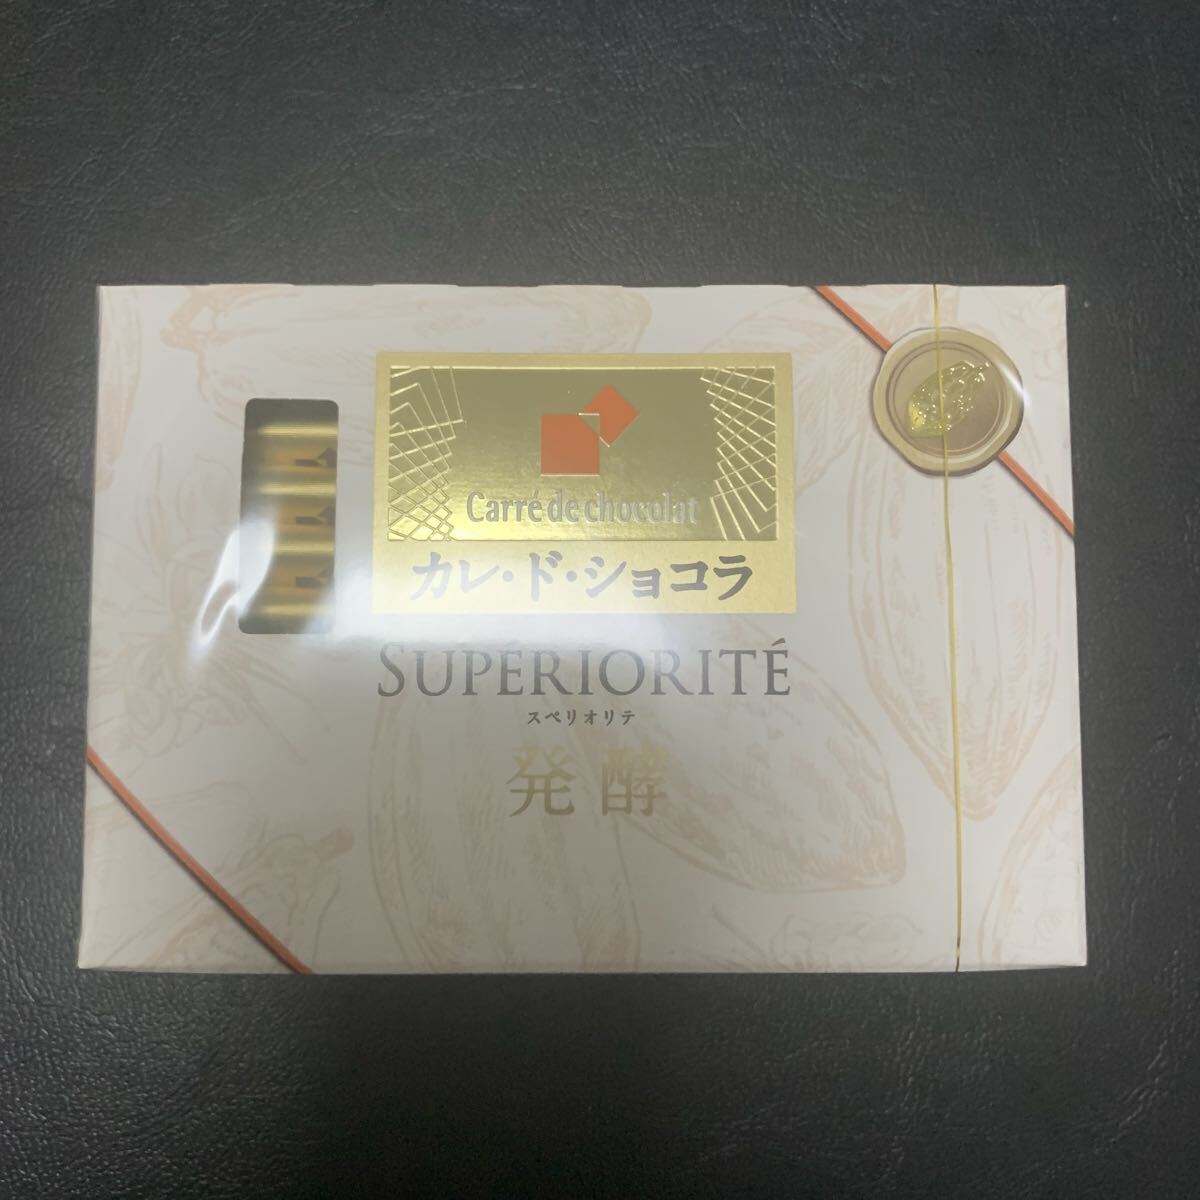 Carré de chocolat
カレ・ド・ショコラ
SUPÉRIORITÉ
スペリオリテ
発酵